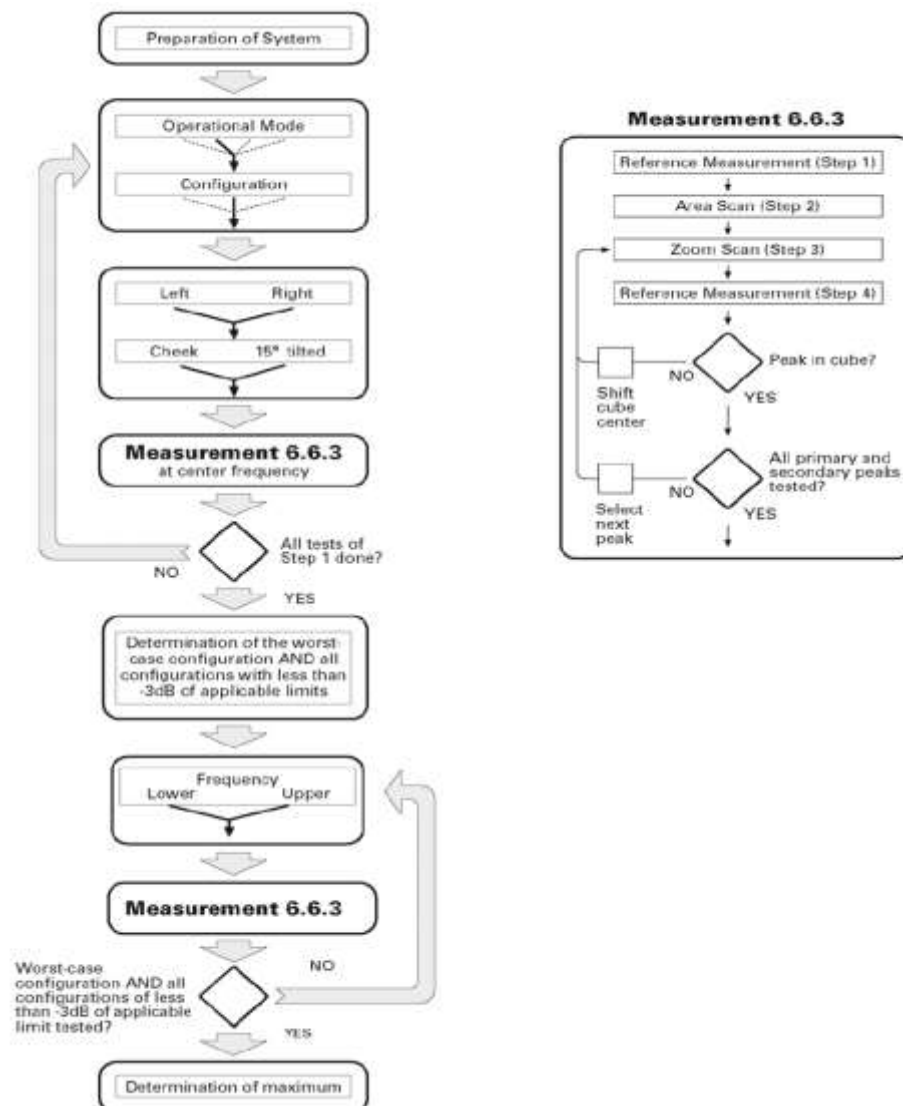 Preparation of System
Operational Mode
Configuration
Left Right
Cheek 15° tilted
Measurement 6.6.3
at center frequency
All tests of
Step 1 done?
NO
YES
Determination of the worst-
case configuration AND all
configurations with less than
-3dB of applicable limits
Frequency
Lower Upper
Measurement 6.6.3
Worst-case
configuration AND all
configurations of less
than -3dB of applicable
limit tested?
NO
YES
Determination of maximum
Measurement 6.6.3
Reference Measurement (Step 1)
Area Scan (Step 2)
Zoom Scan (Step 3)
Reference Measurement (Step 4)
Peak in cube?
NO
Shift
cube
center
YES
All primary and
secondary peaks
tested?
NO
Select
next
peak
YES